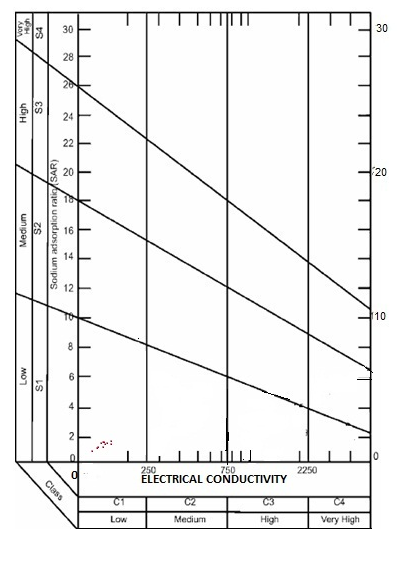 Very High
S4
High
S3
Medium
S2
Low
S1
Class
Sodium adsorption ratio (SAR)
30
28
26
24
22
20
18
16
14
12
10
8
6
4
2
0
30
20
10
0
0
250
750
2250
ELECTRICAL CONDUCTIVITY
C1
C2
C3
C4
Low
Medium
High
Very High